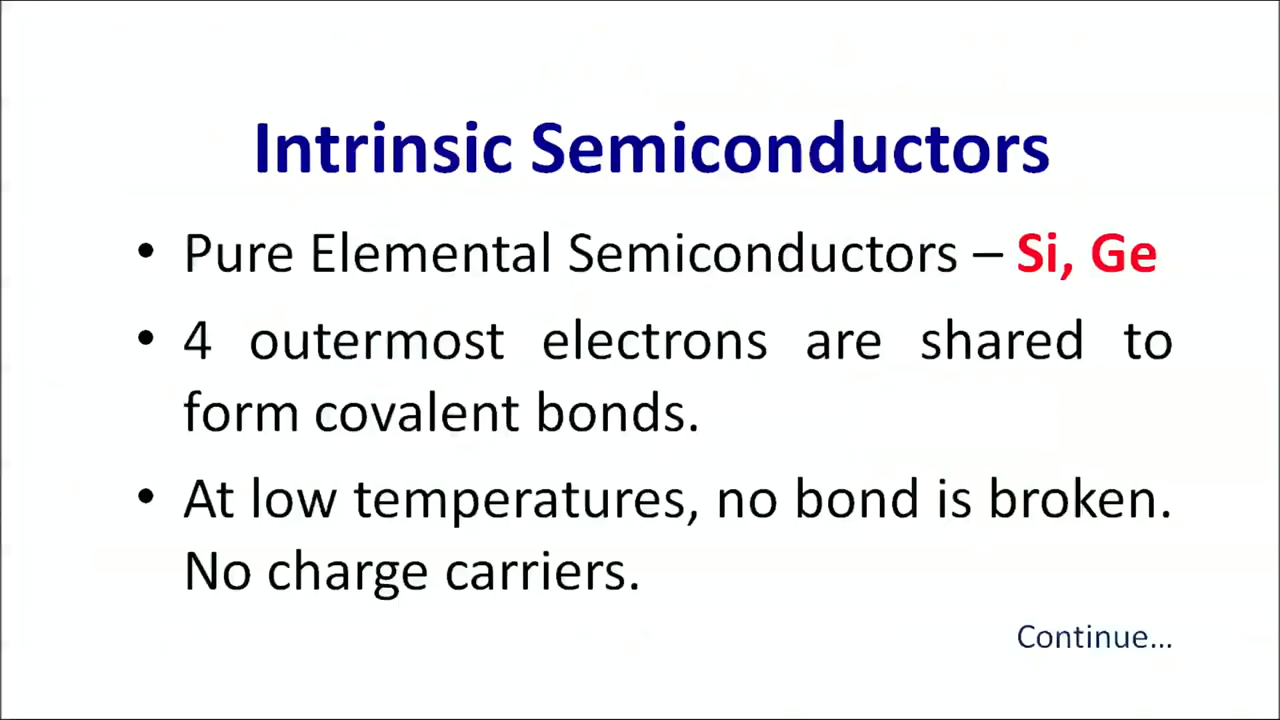 Intrinsic Semiconductors
• Pure Elemental Semiconductors – Si, Ge
• 4 outermost electrons are shared to
form covalent bonds.
• At low temperatures, no bond is broken.
No charge carriers.
Continue...